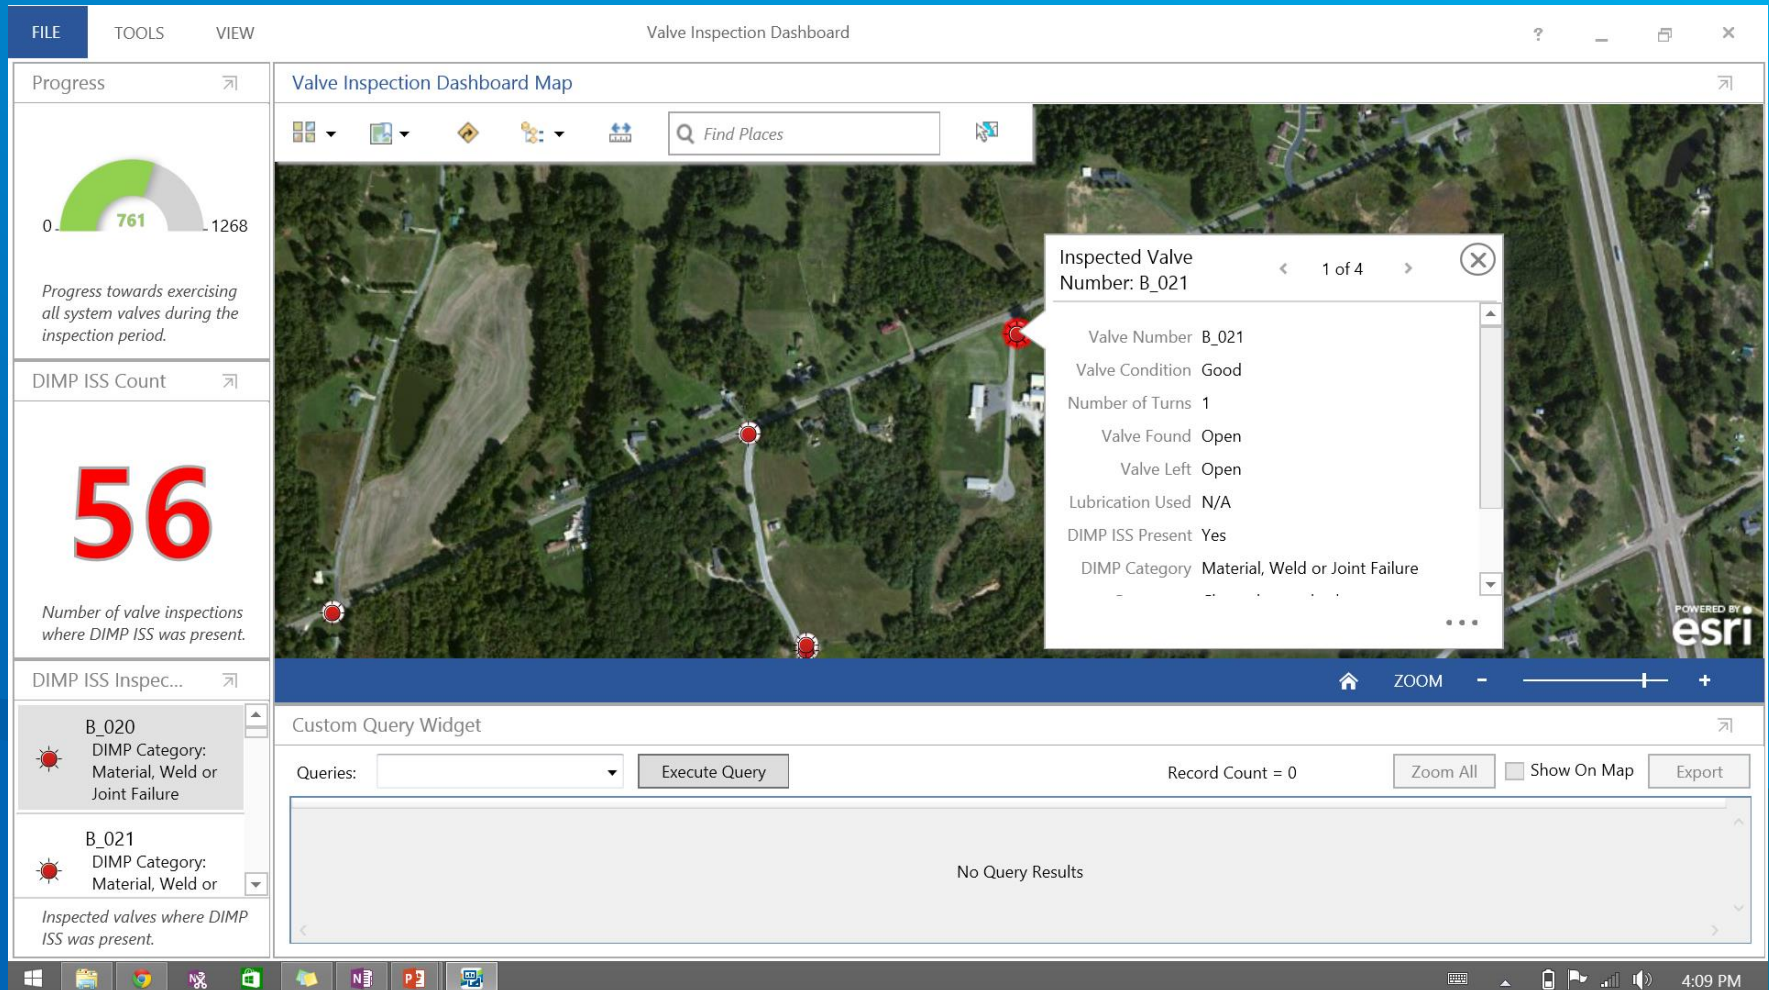 FILE TOOLS VIEW Valve Inspection Dashboard ?
Progress
761
0 1268
Progress towards exercising
all system valves during the
inspection period.
DIMP ISS Count
56
Number of valve inspections
where DIMP ISS was present.
DIMP ISS Inspec...
B_020
DIMP Category:
Material, Weld or
Joint Failure
B_021
DIMP Category:
Material, Weld or
Inspected valves where DIMP
ISS was present.
Valve Inspection Dashboard Map
Find Places
Inspected Valve
Number: B_021
1 of 4
Valve Number B_021
Valve Condition Good
Number of Turns 1
Valve Found Open
Valve Left Open
Lubrication Used N/A
DIMP ISS Present Yes
DIMP Category Material, Weld or Joint Failure
POWERED BY
esri
ZOOM - +
Custom Query Widget
Queries: Execute Query Record Count = 0 Zoom All Show On Map Export
No Query Results
4:09 PM